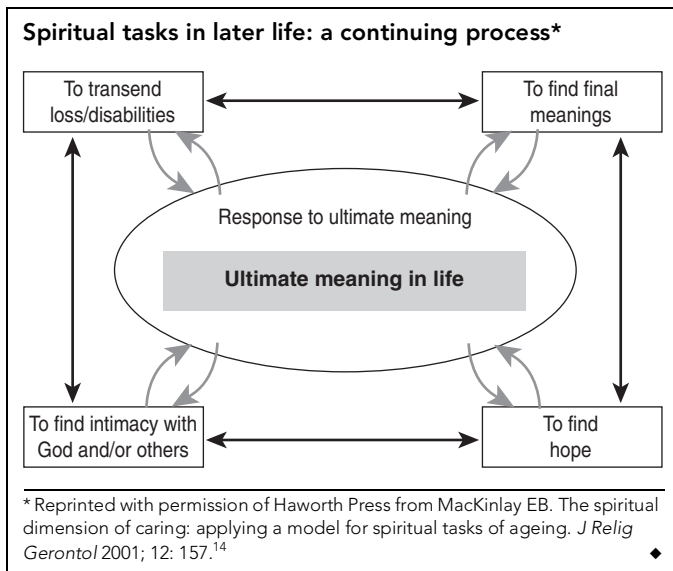 Spiritual tasks in later life: a continuing process*
To transend
loss/disabilities
To find final
meanings
Response to ultimate meaning
Ultimate meaning in life
To find intimacy with
God and/or others
To find
hope
* Reprinted with permission of Haworth Press from MacKinlay EB. The spiritual
dimension of caring: applying a model for spiritual tasks of ageing. J Relig
Gerontol 2001; 12: 157.14